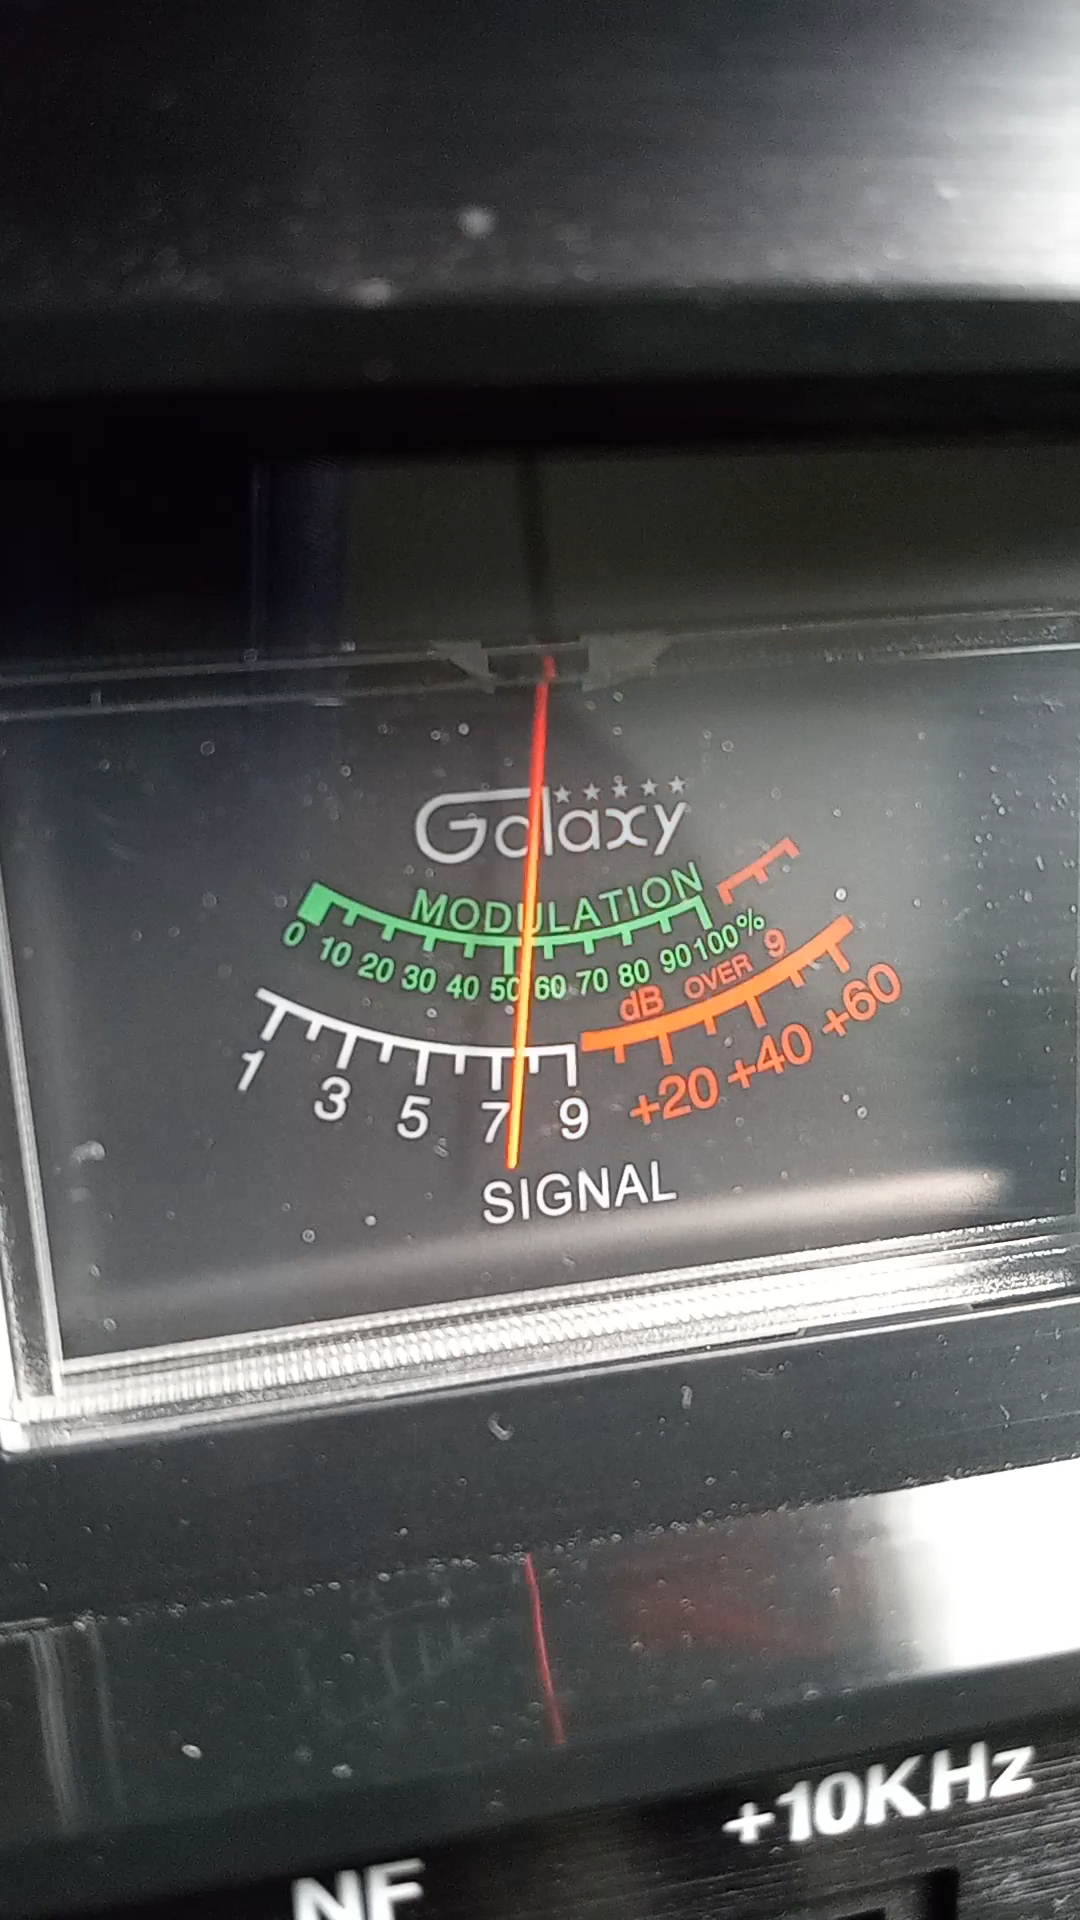 Galaxy
MODULATION
0 10 20 30 40 50 60 70 80 90 100%
dB OVER 9
1 3 5 7 9 +20 +40 +60
SIGNAL
+10KHz
NF